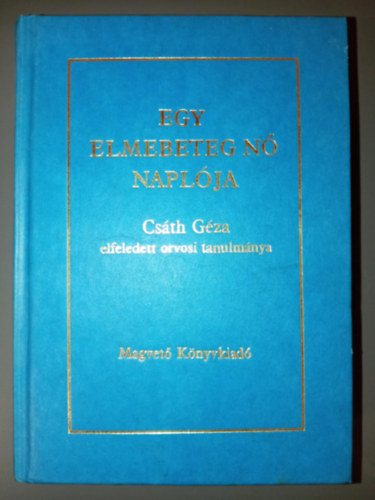 EGY
ELMEBETEG NŐ
NAPLÓJA
Csáth Géza
elfeledett orvosi tanulmánya
Magvető Könyvkiadó